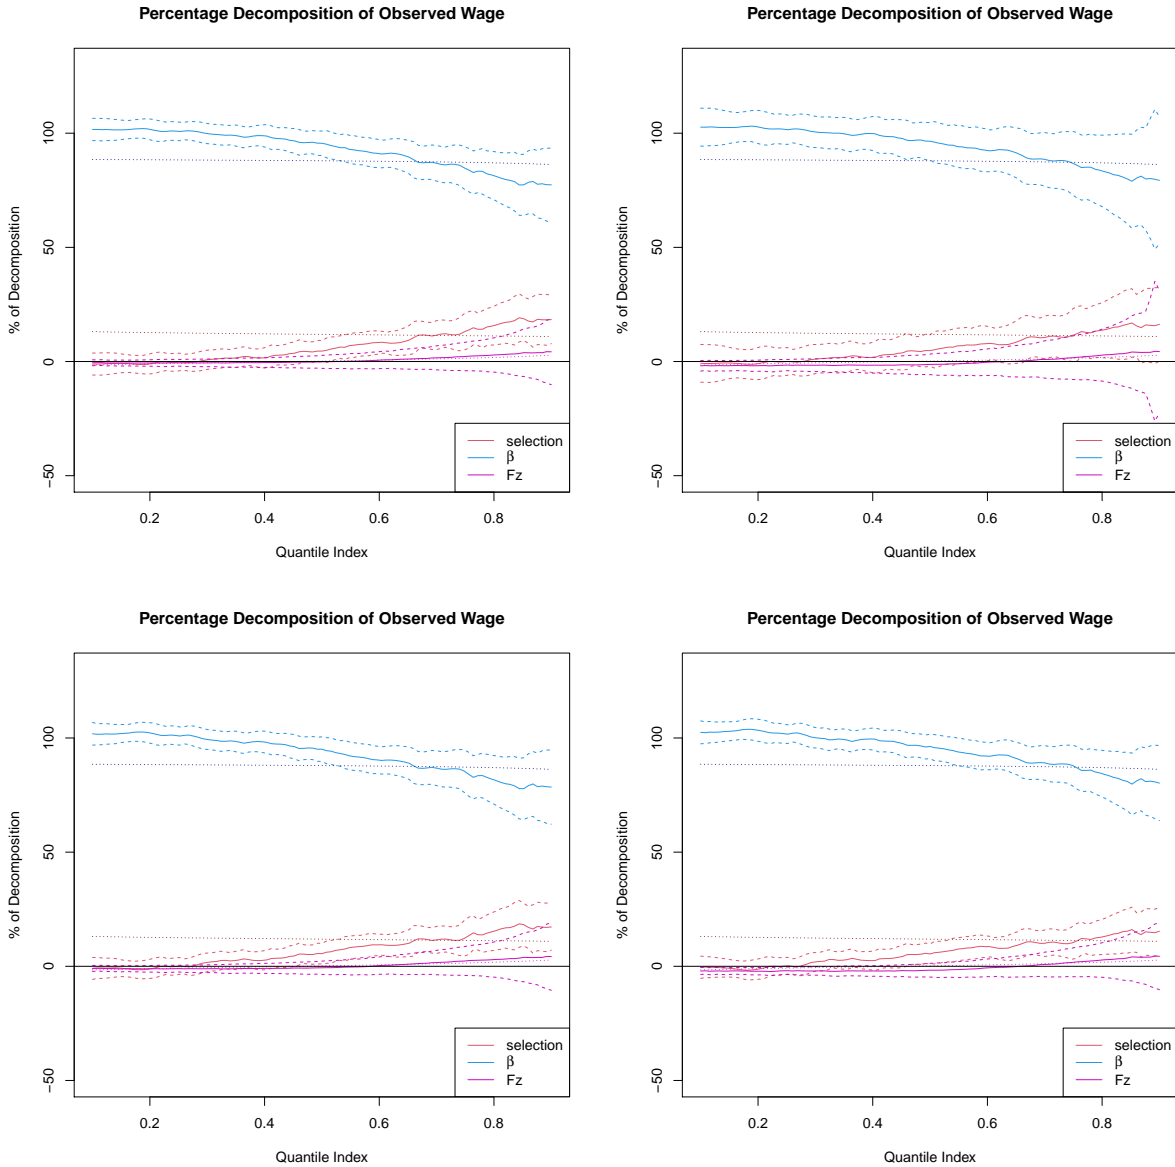 Percentage Decomposition of Observed Wage
% of Decomposition
100
50
0
−50
selection
β
Fz
0.2 0.4 0.6 0.8
Quantile Index
Percentage Decomposition of Observed Wage
% of Decomposition
100
50
0
−50
selection
β
Fz
0.2 0.4 0.6 0.8
Quantile Index
Percentage Decomposition of Observed Wage
% of Decomposition
100
50
0
−50
selection
β
Fz
0.2 0.4 0.6 0.8
Quantile Index
Percentage Decomposition of Observed Wage
% of Decomposition
100
50
0
−50
selection
β
Fz
0.2 0.4 0.6 0.8
Quantile Index